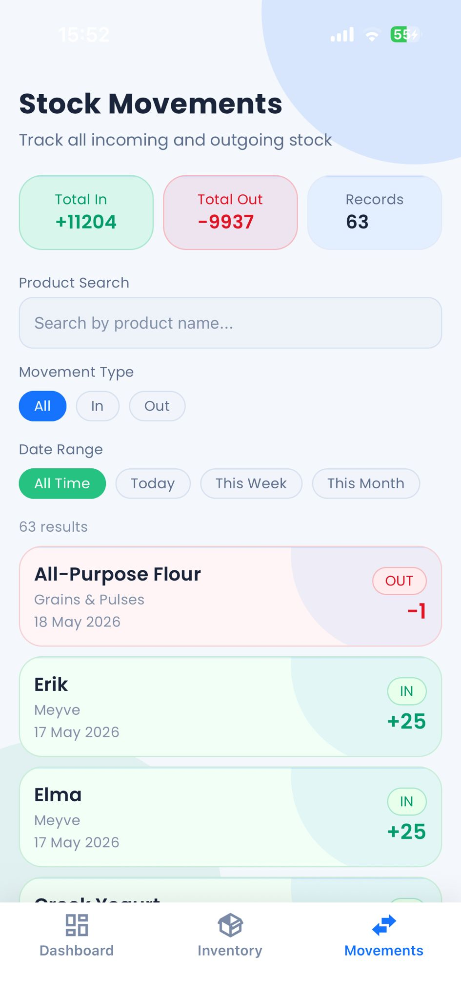 15:52
55
Stock Movements
Track all incoming and outgoing stock
Total In
+11204
Total Out
-9937
Records
63
Product Search
Search by product name...
Movement Type
All
In
Out
Date Range
All Time
Today
This Week
This Month
63 results
All-Purpose Flour
Grains & Pulses
18 May 2026
OUT
-1
Erik
Meyve
17 May 2026
IN
+25
Elma
Meyve
17 May 2026
IN
+25
Greek Yogurt
Dashboard
Inventory
Movements